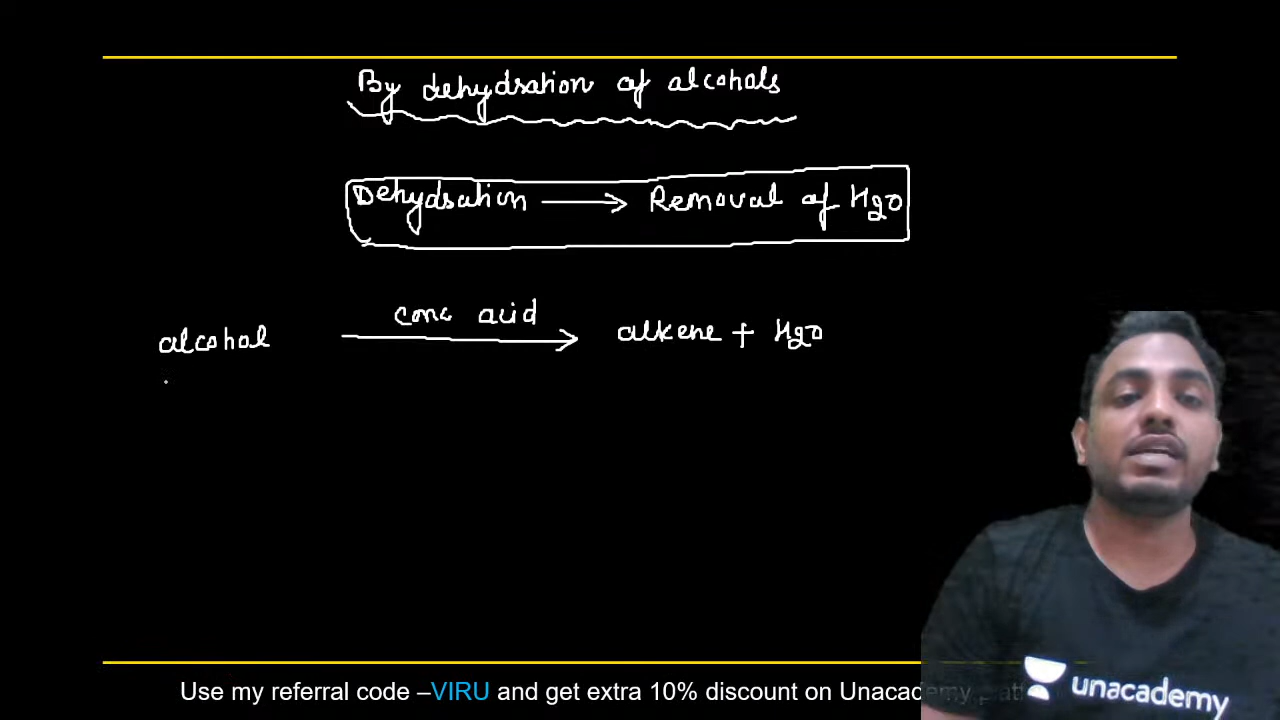 By dehydration of alcohols
Dehydration → Removal of H2O
conc acid
alcohol → alkene + H2O
Use my referral code –VIRU and get extra 10% discount on Unacademy
unacademy